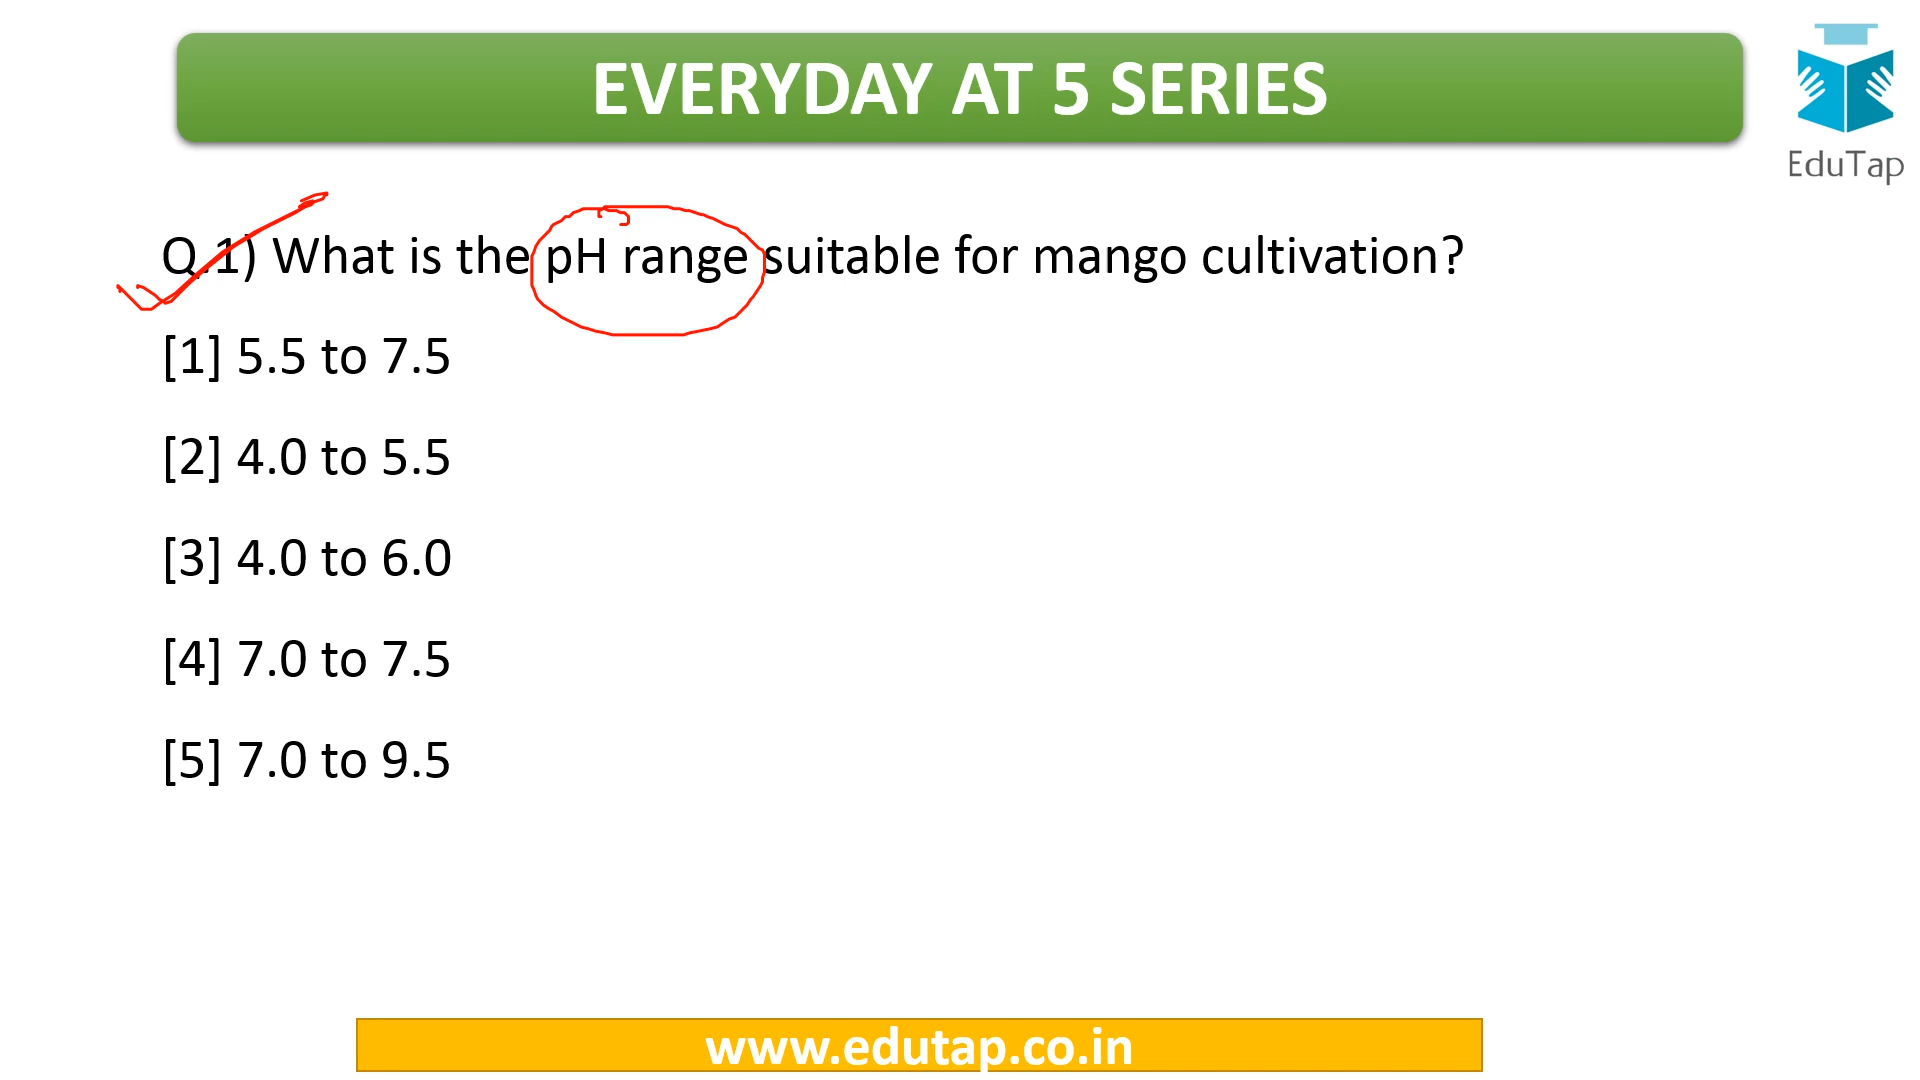 EVERYDAY AT 5 SERIES
EduTap
Q.1) What is the pH range suitable for mango cultivation?
[1] 5.5 to 7.5
[2] 4.0 to 5.5
[3] 4.0 to 6.0
[4] 7.0 to 7.5
[5] 7.0 to 9.5
www.edutap.co.in